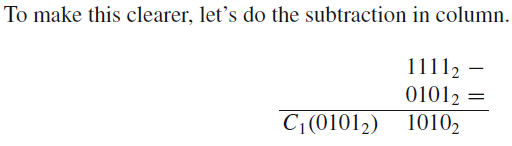 To make this clearer, let’s do the subtraction in column.
1111₂ −
0101₂ =
C₁(0101₂) 1010₂